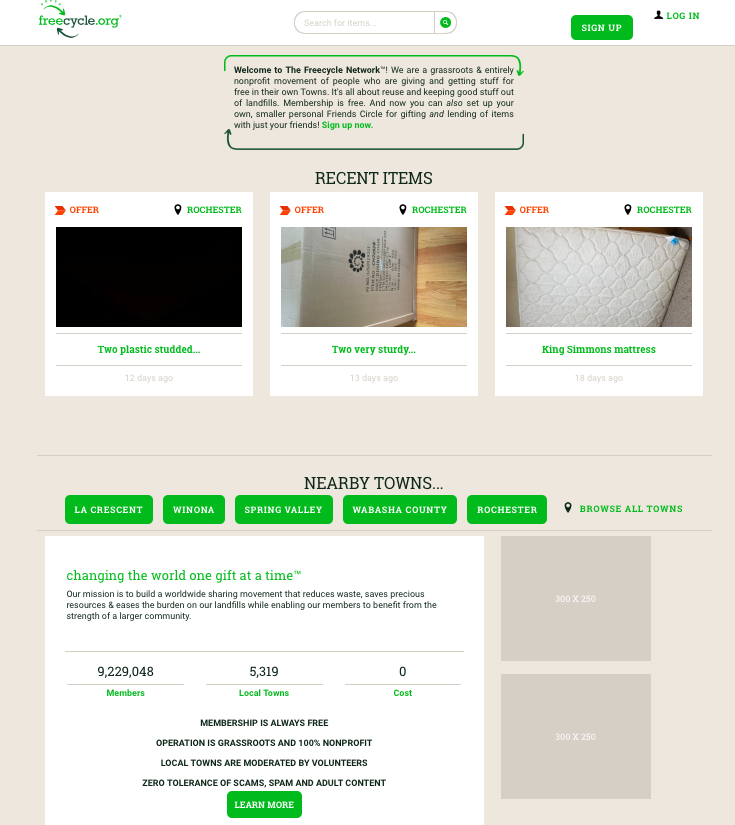 freecycle.org®
Search for items...
SIGN UP
LOG IN
Welcome to The Freecycle Network™! We are a grassroots & entirely
nonprofit movement of people who are giving and getting stuff for
free in their own Towns. It's all about reuse and keeping good stuff out
of landfills. Membership is free. And now you can also set up your
own, smaller personal Friends Circle for gifting and lending of items
with just your friends! Sign up now.
RECENT ITEMS
OFFER ROCHESTER
Two plastic studded...
12 days ago
OFFER ROCHESTER
Two very sturdy...
13 days ago
OFFER ROCHESTER
King Simmons mattress
18 days ago
NEARBY TOWNS...
LA CRESCENT WINONA SPRING VALLEY WABASHA COUNTY ROCHESTER BROWSE ALL TOWNS
changing the world one gift at a time™
Our mission is to build a worldwide sharing movement that reduces waste, saves precious
resources & eases the burden on our landfills while enabling our members to benefit from the
strength of a larger community.
9,229,048 5,319 0
Members Local Towns Cost
MEMBERSHIP IS ALWAYS FREE
OPERATION IS GRASSROOTS AND 100% NONPROFIT
LOCAL TOWNS ARE MODERATED BY VOLUNTEERS
ZERO TOLERANCE OF SCAMS, SPAM AND ADULT CONTENT
LEARN MORE
300 X 250
300 X 250